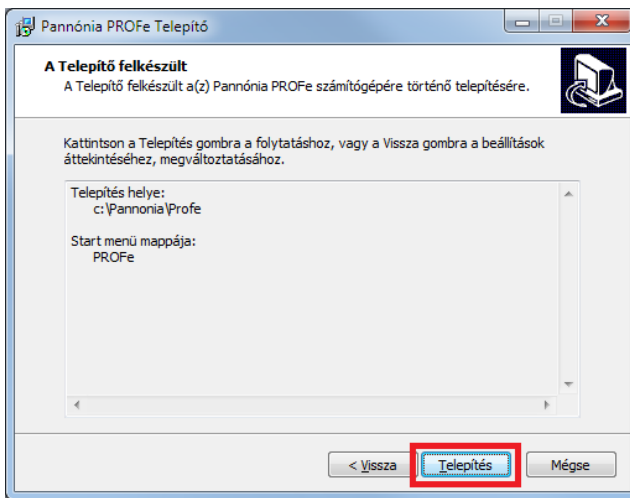 Pannónia PROFe Telepítő
A Telepítő felkészült
A Telepítő felkészült a(z) Pannónia PROFe számítógépére történő telepítésére.
Kattintson a Telepítés gombra a folytatáshoz, vagy a Vissza gombra a beállítások
áttekintéséhez, megváltoztatásához.
Telepítés helye:
c:\Pannonia\Profe
Start menü mappája:
PROFe
< Vissza Telepítés Mégse